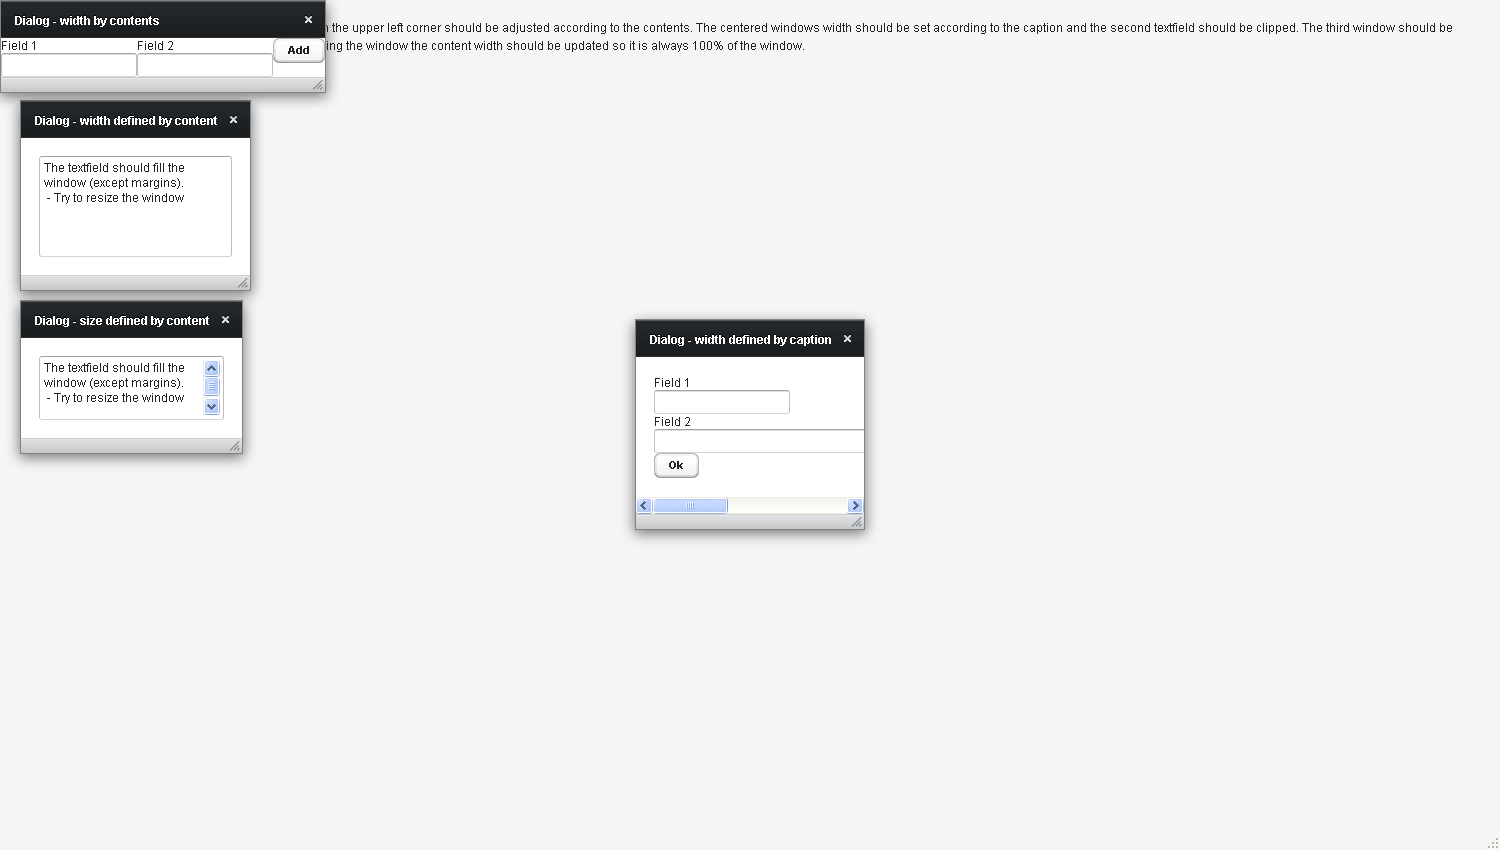 Dialog - width by contents
the upper left corner should be adjusted according to the contents. The centered windows width should be set according to the caption and the second textfield should be clipped. The third window should be
Field 1 Field 2 Add
ing the window the content width should be updated so it is always 100% of the window.
Dialog - width defined by content
The textfield should fill the
window (except margins).
- Try to resize the window
Dialog - size defined by content
The textfield should fill the
window (except margins).
- Try to resize the window
Dialog - width defined by caption
Field 1
Field 2
Ok